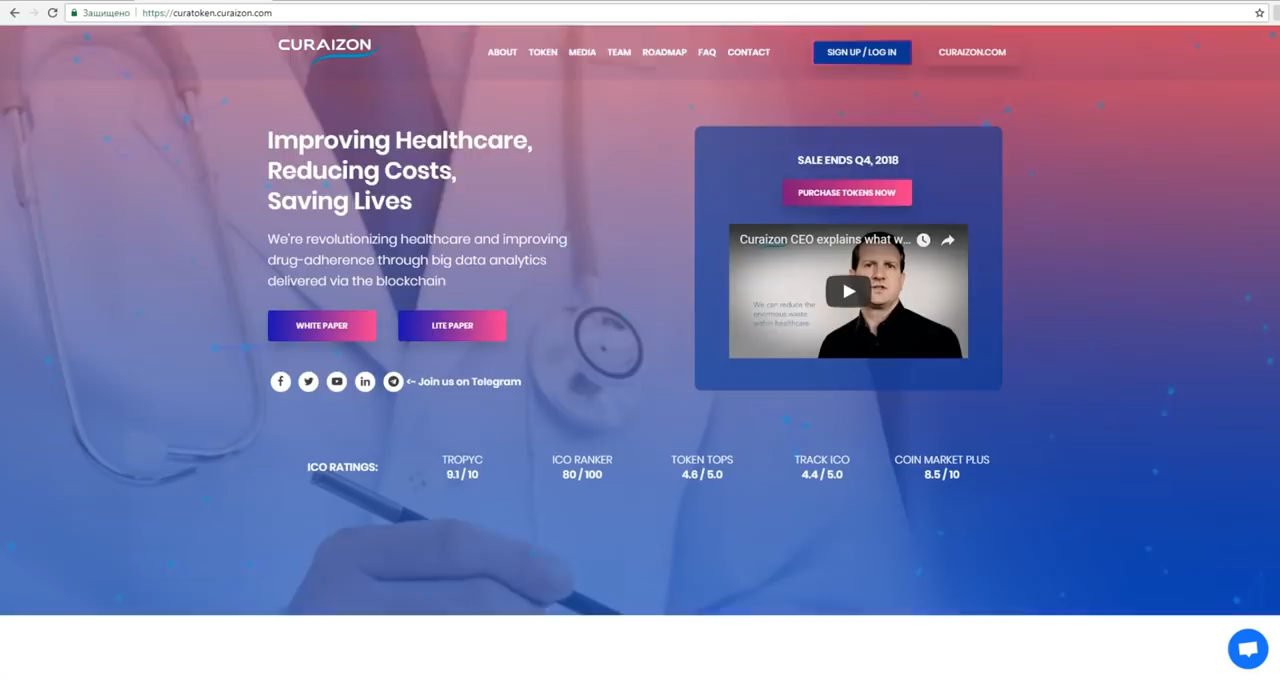 Защищено
https://curatoken.curaizon.com
CURAIZON
ABOUT TOKEN MEDIA TEAM ROADMAP FAQ CONTACT
SIGN UP / LOG IN
CURAIZON.COM
Improving Healthcare,
Reducing Costs,
Saving Lives
We're revolutionizing healthcare and improving
drug-adherence through big data analytics
delivered via the blockchain
WHITE PAPER
LITE PAPER
<- Join us on Telegram
SALE ENDS Q4, 2018
PURCHASE TOKENS NOW
Curaizon CEO explains what w...
We can reduce the
enormous waste
within healthcare.
ICO RATINGS:
TROPYC
9.1 / 10
ICO RANKER
80 / 100
TOKEN TOPS
4.6 / 5.0
TRACK ICO
4.4 / 5.0
COIN MARKET PLUS
8.5 / 10